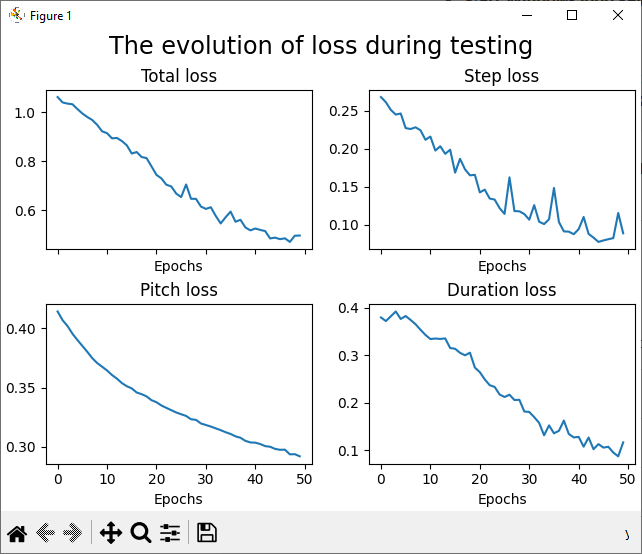 Figure 1
The evolution of loss during testing
Total loss
1.0
0.8
0.6
Epochs
Step loss
0.25
0.20
0.15
0.10
Epochs
Pitch loss
0.40
0.35
0.30
0 10 20 30 40 50
Epochs
Duration loss
0.4
0.3
0.2
0.1
0 10 20 30 40 50
Epochs